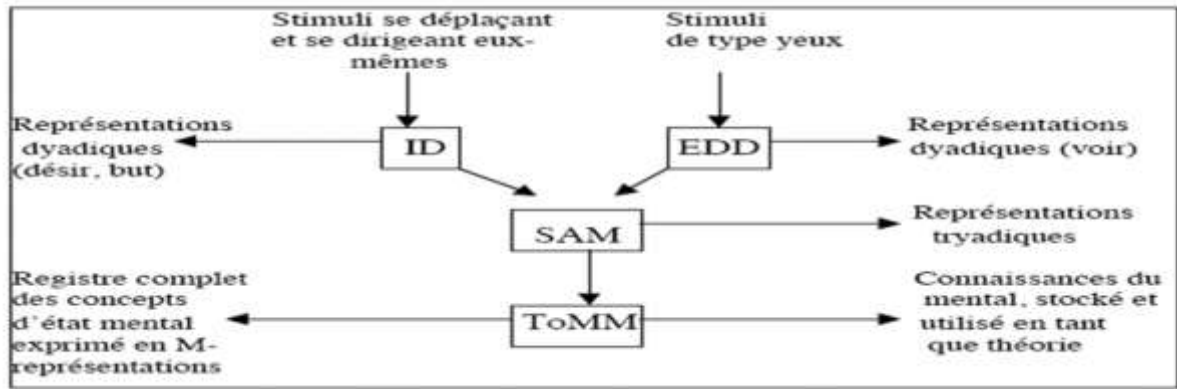 Stimuli se déplaçant
et se dirigeant eux-
mêmes
Stimuli
de type yeux
Représentations
dyadiques
(désir, but)
ID
EDD
Représentations
dyadiques (voir)
SAM
Représentations
tryadiques
Registre complet
des concepts
d'état mental
exprimé en M-
représentations
ToMM
Connaissances du
mental, stocké et
utilisé en tant
que théorie